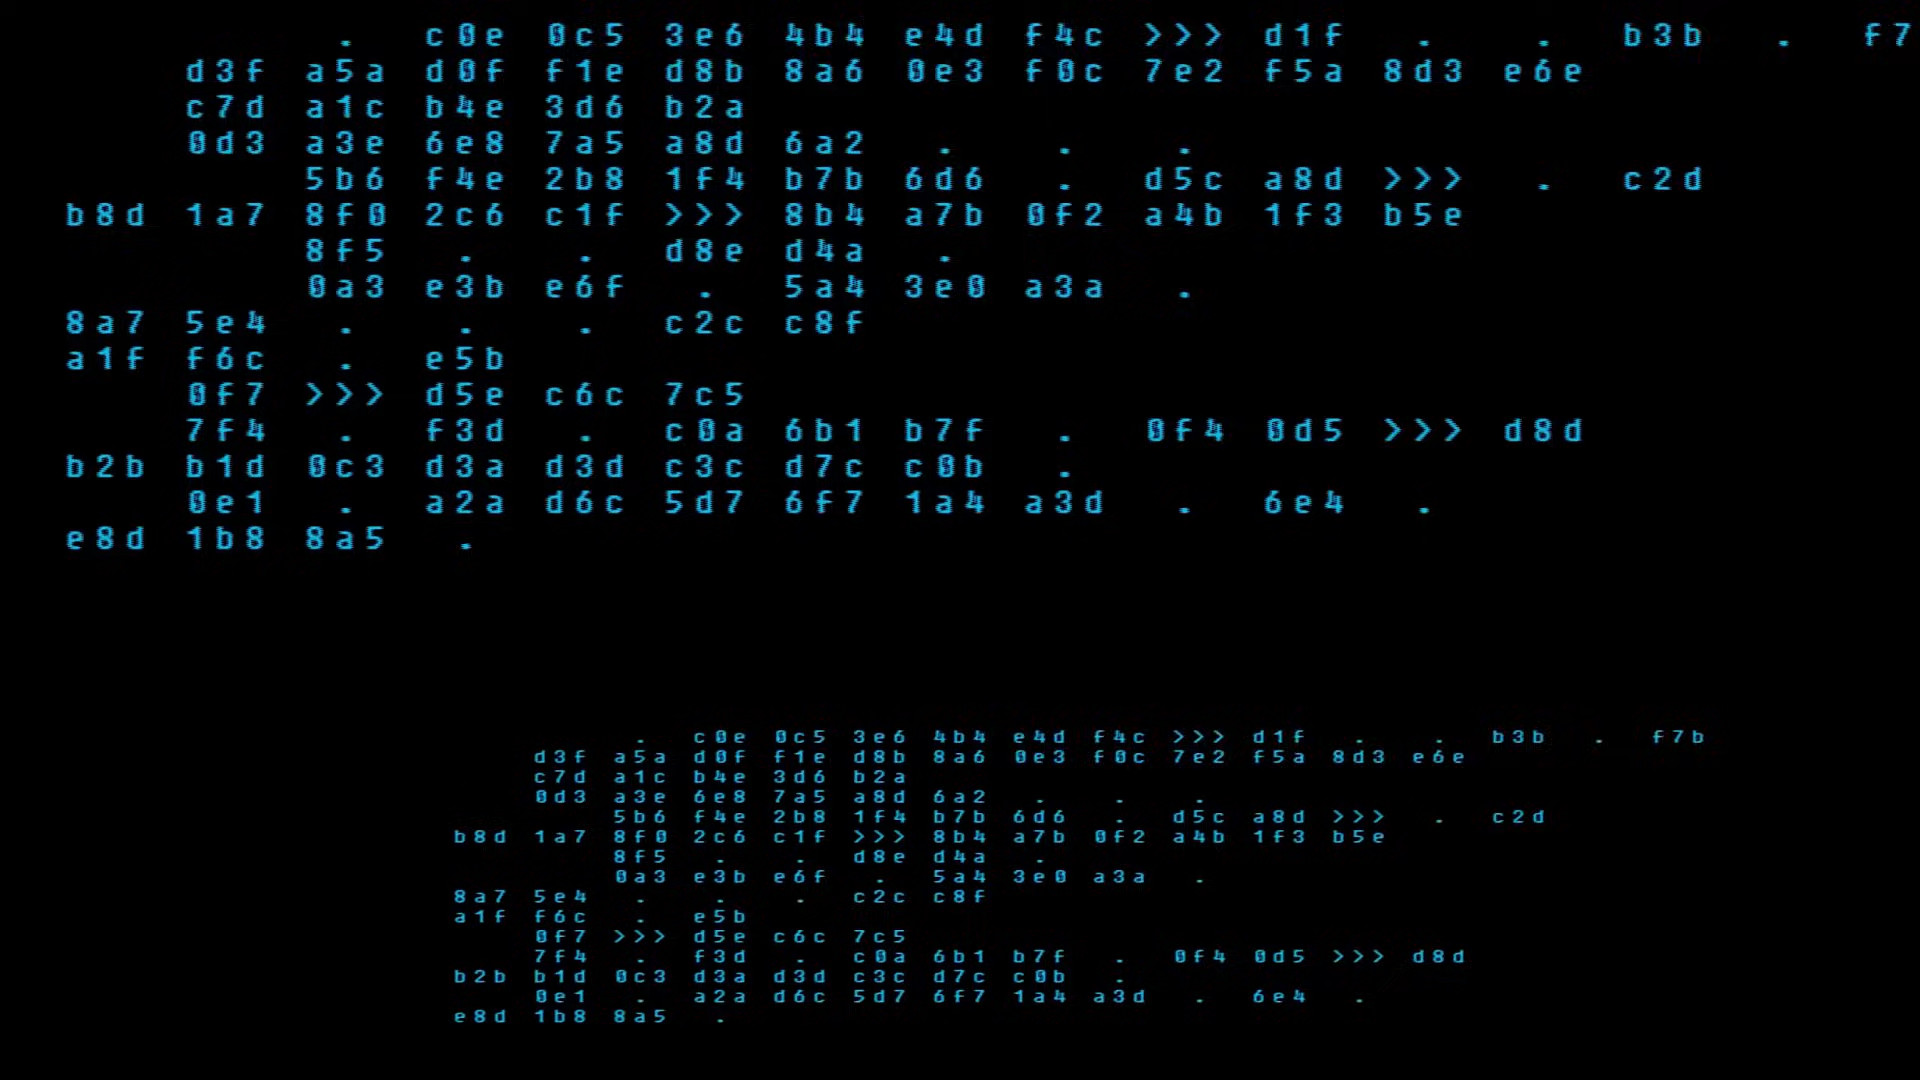 . c0e 0c5 3e6 4b4 e4d f4c >>> d1f . . b3b . f7
d3f a5a d0f f1e d8b 8a6 0e3 f0c 7e2 f5a 8d3 e6e
c7d a1c b4e 3d6 b2a
0d3 a3e 6e8 7a5 a8d 6a2 . . .
5b6 f4e 2b8 1f4 b7b 6d6 . d5c a8d >>> . c2d
b8d 1a7 8f0 2c6 c1f >>> 8b4 a7b 0f2 a4b 1f3 b5e
8f5 . . d8e d4a .
0a3 e3b e6f . 5a4 3e0 a3a .
8a7 5e4 . . . c2c c8f
a1f f6c . e5b
0f7 >>> d5e c6c 7c5
7f4 . f3d . c0a 6b1 b7f . 0f4 0d5 >>> d8d
b2b b1d 0c3 d3a d3d c3c d7c c0b .
0e1 . a2a d6c 5d7 6f7 1a4 a3d . 6e4 .
e8d 1b8 8a5 .
. c0e 0c5 3e6 4b4 e4d f4c >>> d1f . . b3b . f7b
d3f a5a d0f f1e d8b 8a6 0e3 f0c 7e2 f5a 8d3 e6e
c7d a1c b4e 3d6 b2a
0d3 a3e 6e8 7a5 a8d 6a2 . . .
5b6 f4e 2b8 1f4 b7b 6d6 . d5c a8d >>> . c2d
b8d 1a7 8f0 2c6 c1f >>> 8b4 a7b 0f2 a4b 1f3 b5e
8f5 . . d8e d4a .
0a3 e3b e6f . 5a4 3e0 a3a .
8a7 5e4 . . . c2c c8f
a1f f6c . e5b
0f7 >>> d5e c6c 7c5
7f4 . f3d . c0a 6b1 b7f . 0f4 0d5 >>> d8d
b2b b1d 0c3 d3a d3d c3c d7c c0b .
0e1 . a2a d6c 5d7 6f7 1a4 a3d . 6e4 .
e8d 1b8 8a5 .